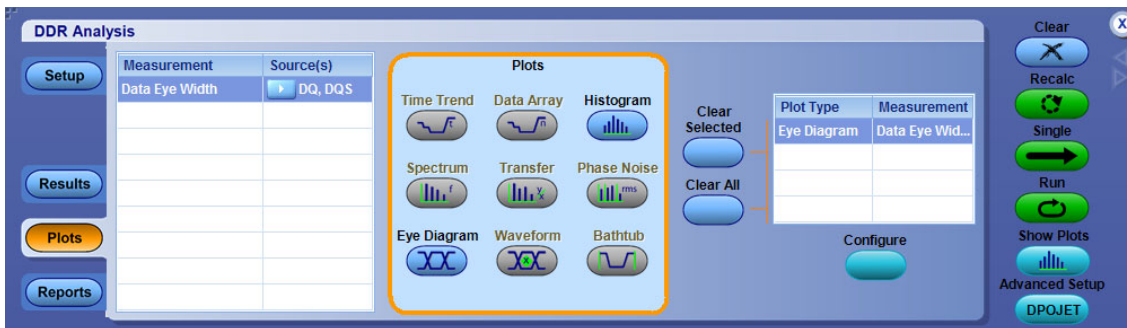 DDR Analysis
Setup
Results
Plots
Reports
Measurement Source(s)
Data Eye Width DQ, DQS
Plots
Time Trend Data Array Histogram
t n
Spectrum Transfer Phase Noise
f y/x rms
Eye Diagram Waveform Bathtub
x
Clear
Selected
Clear All
Plot Type Measurement
Eye Diagram Data Eye Wid...
Configure
Clear
X
Recalc
Single
Run
Show Plots
Advanced Setup
DPOJET